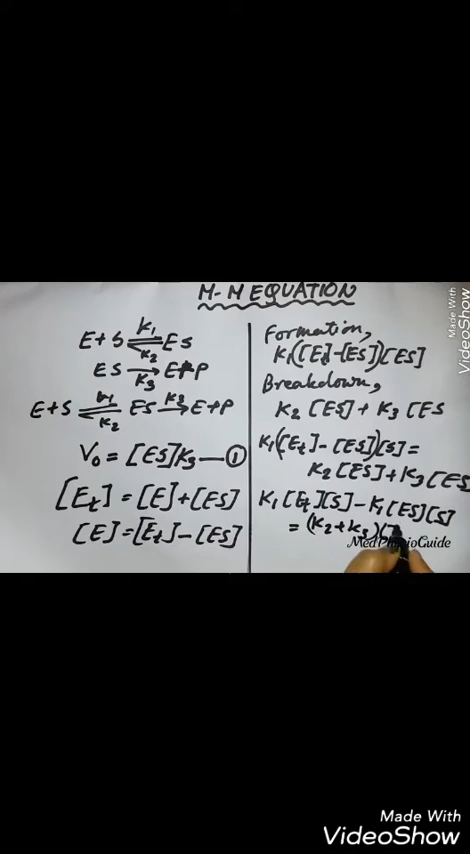 M-M EQUATION
E+S k1 ⇌ k2 ES
ES →K3 E+P
E+S k1 ⇌ k2 ES →K3 E+P
V0 = [ES]K3 — ①
[Et] = [E]+[ES]
[E]=[Et]-[ES]
Formation,
K1([Et]-[ES])[ES]
Breakdown,
K2 [ES]+ K3 [ES
K1([Et]-[ES])[S]=
K2[ES]+K3[ES]
K1[Et][S]-K1[ES][S]
= (K2+K3)(
MedPhysioGuide
Made With
VideoShow
Made With
VideoShow